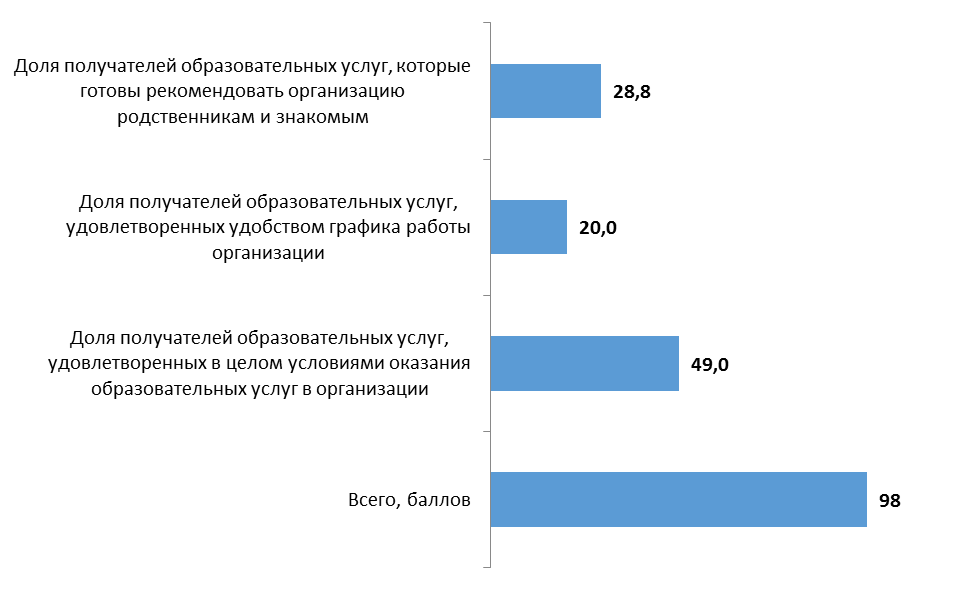 Доля получателей образовательных услуг, которые
готовы рекомендовать организацию
родственникам и знакомым
28,8
Доля получателей образовательных услуг,
удовлетворенных удобством графика работы
организации
20,0
Доля получателей образовательных услуг,
удовлетворенных в целом условиями оказания
образовательных услуг в организации
49,0
Всего, баллов
98